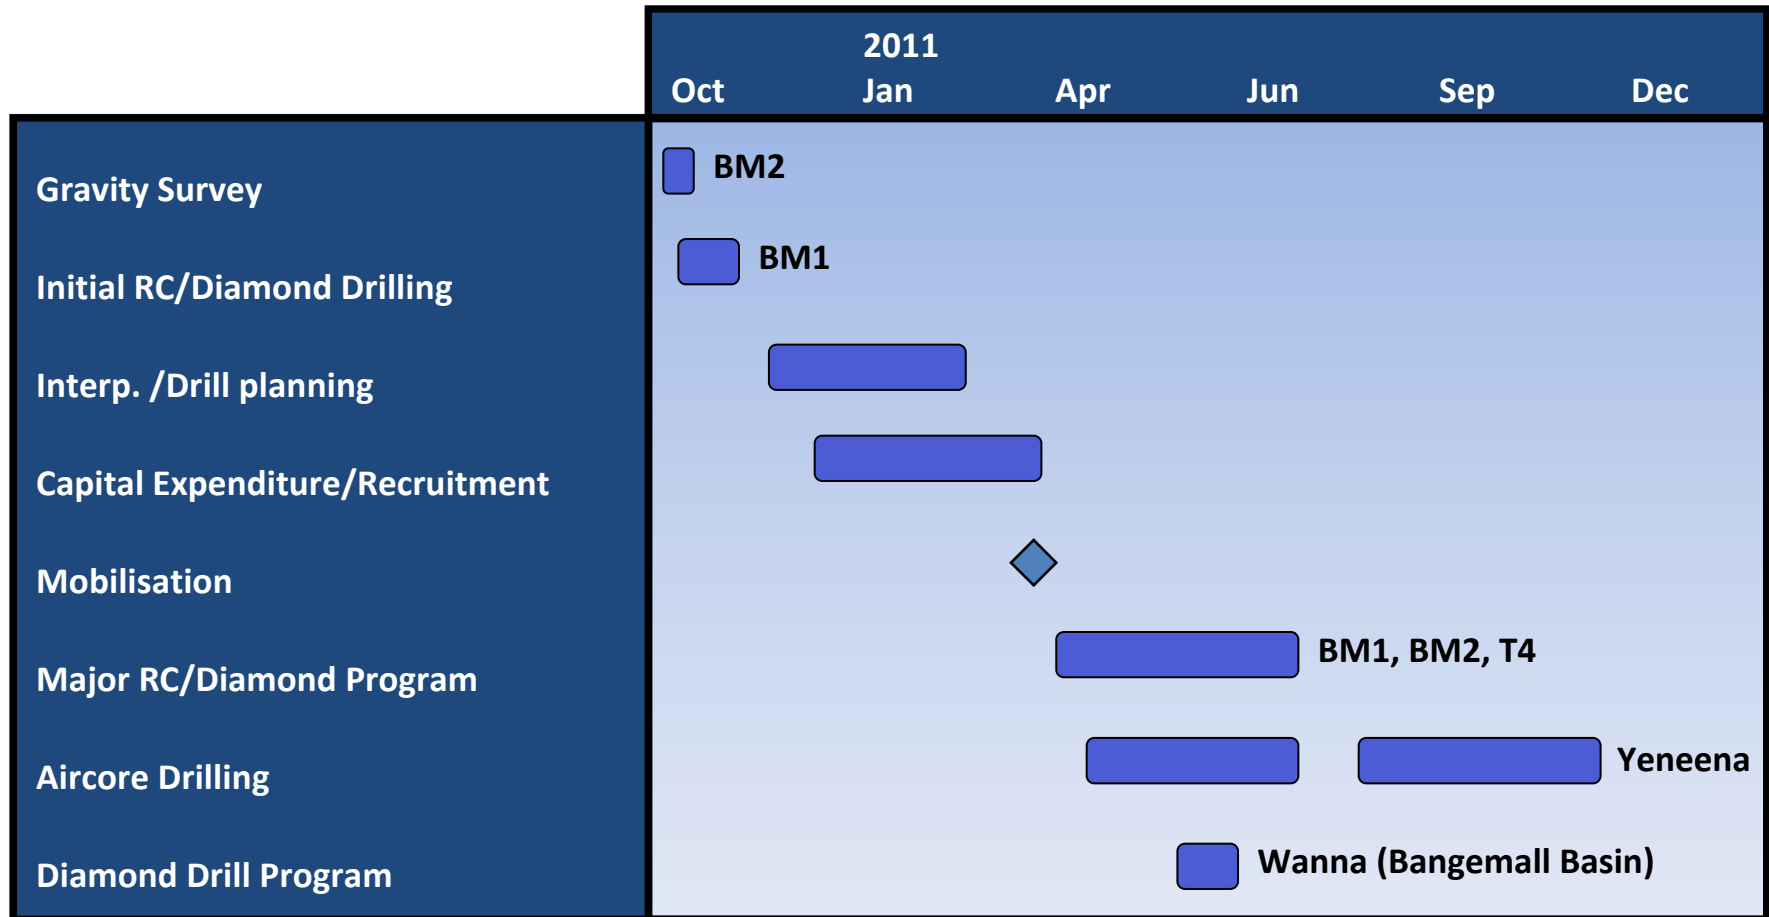 2011
Oct Jan Apr Jun Sep Dec
Gravity Survey BM2
Initial RC/Diamond Drilling BM1
Interp. /Drill planning
Capital Expenditure/Recruitment
Mobilisation
Major RC/Diamond Program BM1, BM2, T4
Aircore Drilling Yeneena
Diamond Drill Program Wanna (Bangemall Basin)